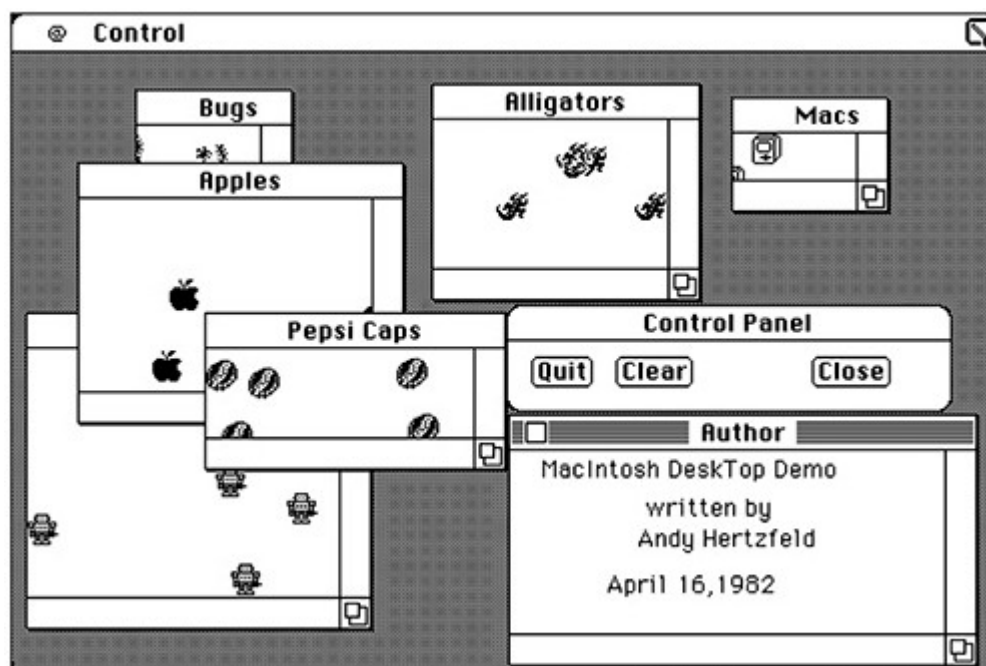 @ Control
Bugs
Alligators
Macs
Apples
Pepsi Caps
Control Panel
Quit Clear Close
Author
MacIntosh DeskTop Demo
written by
Andy Hertzfeld
April 16,1982